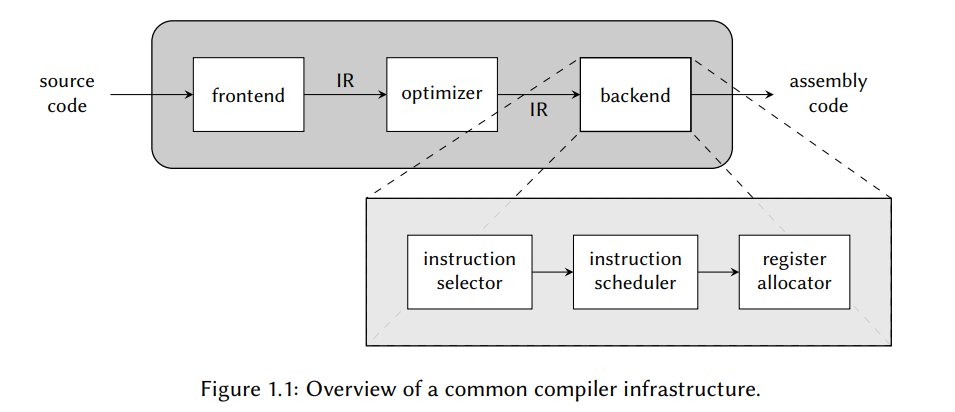 source
code
frontend
IR
optimizer
IR
backend
assembly
code
instruction
selector
instruction
scheduler
register
allocator
Figure 1.1: Overview of a common compiler infrastructure.